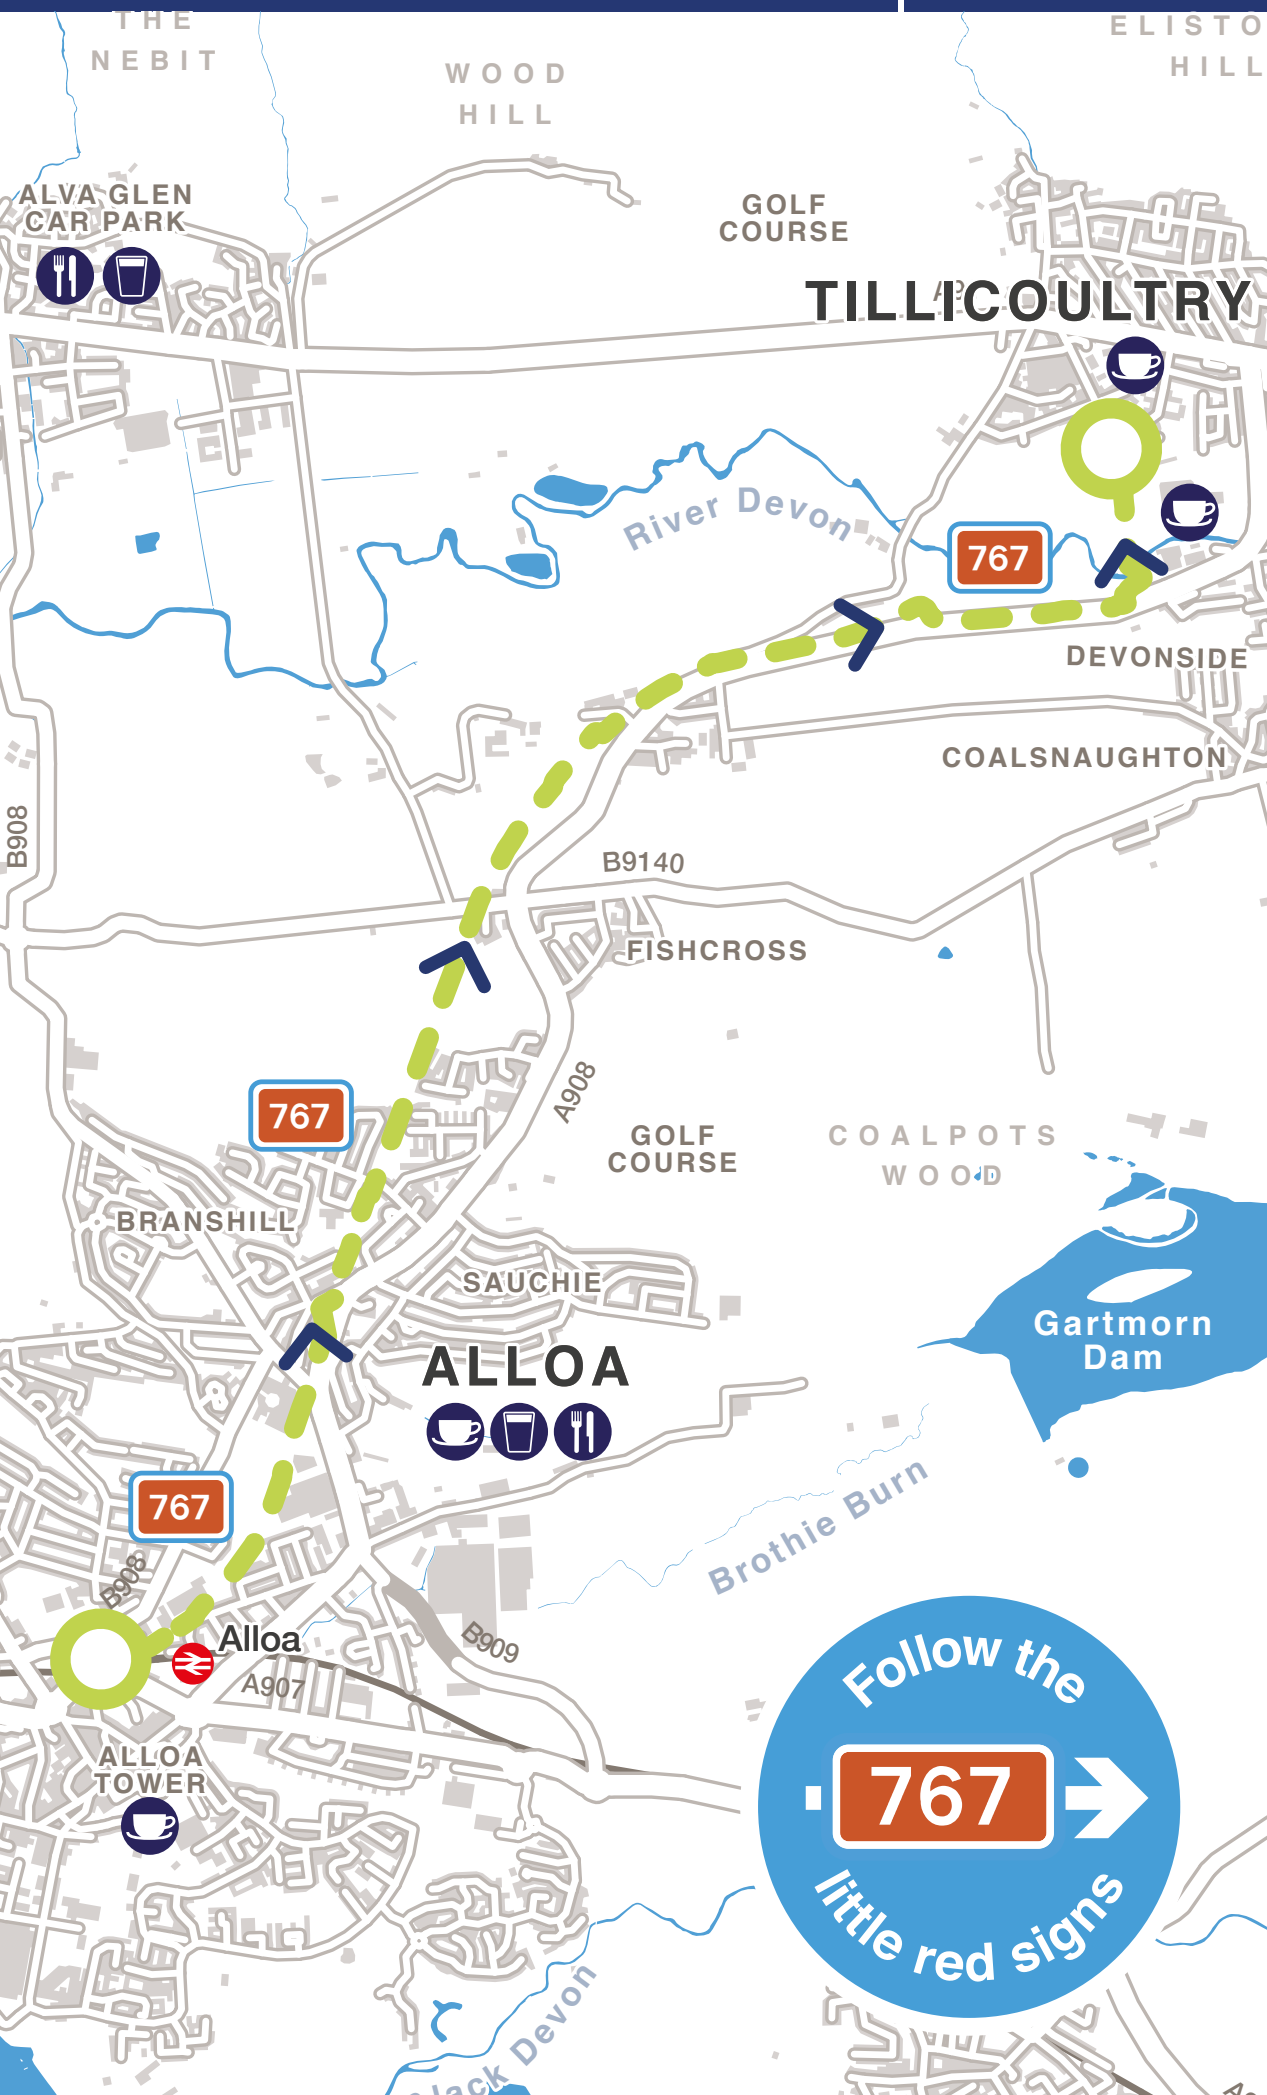 THE
NEBIT
WOOD
HILL
HILL
ALVA GLEN
CAR PARK
GOLF
COURSE
TILLICOULTRY
River Devon
767
DEVONSIDE
COALSNAUGHTON
B908
B9140
FISHCROSS
A908
767
GOLF
COURSE
COALPOTS
WOOD
BRANSHILL
SAUCHIE
Gartmorn
Dam
ALLOA
767
Brothie Burn
B908
Alloa
B909
A907
ALLOA
TOWER
Follow the
767
little red signs
Devon